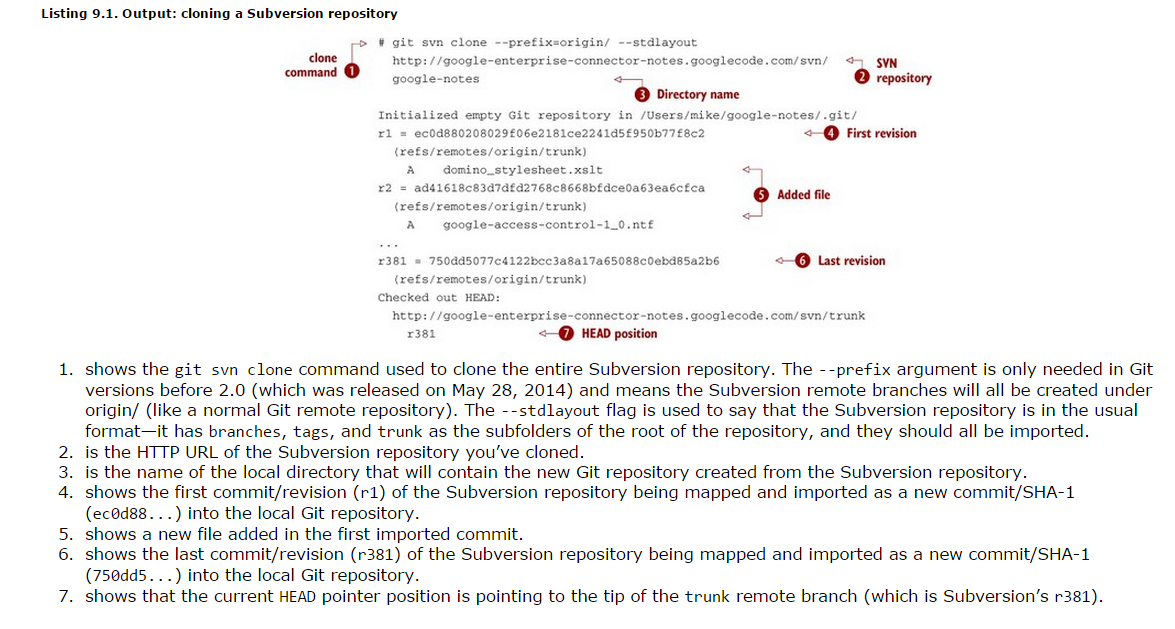 Listing 9.1. Output: cloning a Subversion repository
clone command 1
# git svn clone --prefix=origin/ --stdlayout
http://google-enterprise-connector-notes.googlecode.com/svn/
2 SVN repository
google-notes
3 Directory name
Initialized empty Git repository in /Users/mike/google-notes/.git/
r1 = ec0d880208029f06e2181ce2241d5f950b77f8c2
4 First revision
(refs/remotes/origin/trunk)
A domino_stylesheet.xslt
r2 = ad41618c83d7dfd2768c8668bfdce0a63ea6cfca
5 Added file
(refs/remotes/origin/trunk)
A google-access-control-1_0.ntf
...
r381 = 750dd5077c4122bcc3a8a17a65088c0ebd85a2b6
6 Last revision
(refs/remotes/origin/trunk)
Checked out HEAD:
http://google-enterprise-connector-notes.googlecode.com/svn/trunk
r381
7 HEAD position
1. shows the git svn clone command used to clone the entire Subversion repository. The --prefix argument is only needed in Git
versions before 2.0 (which was released on May 28, 2014) and means the Subversion remote branches will all be created under
origin/ (like a normal Git remote repository). The --stdlayout flag is used to say that the Subversion repository is in the usual
format—it has branches, tags, and trunk as the subfolders of the root of the repository, and they should all be imported.
2. is the HTTP URL of the Subversion repository you’ve cloned.
3. is the name of the local directory that will contain the new Git repository created from the Subversion repository.
4. shows the first commit/revision (r1) of the Subversion repository being mapped and imported as a new commit/SHA-1
(ec0d88...) into the local Git repository.
5. shows a new file added in the first imported commit.
6. shows the last commit/revision (r381) of the Subversion repository being mapped and imported as a new commit/SHA-1
(750dd5...) into the local Git repository.
7. shows that the current HEAD pointer position is pointing to the tip of the trunk remote branch (which is Subversion’s r381).